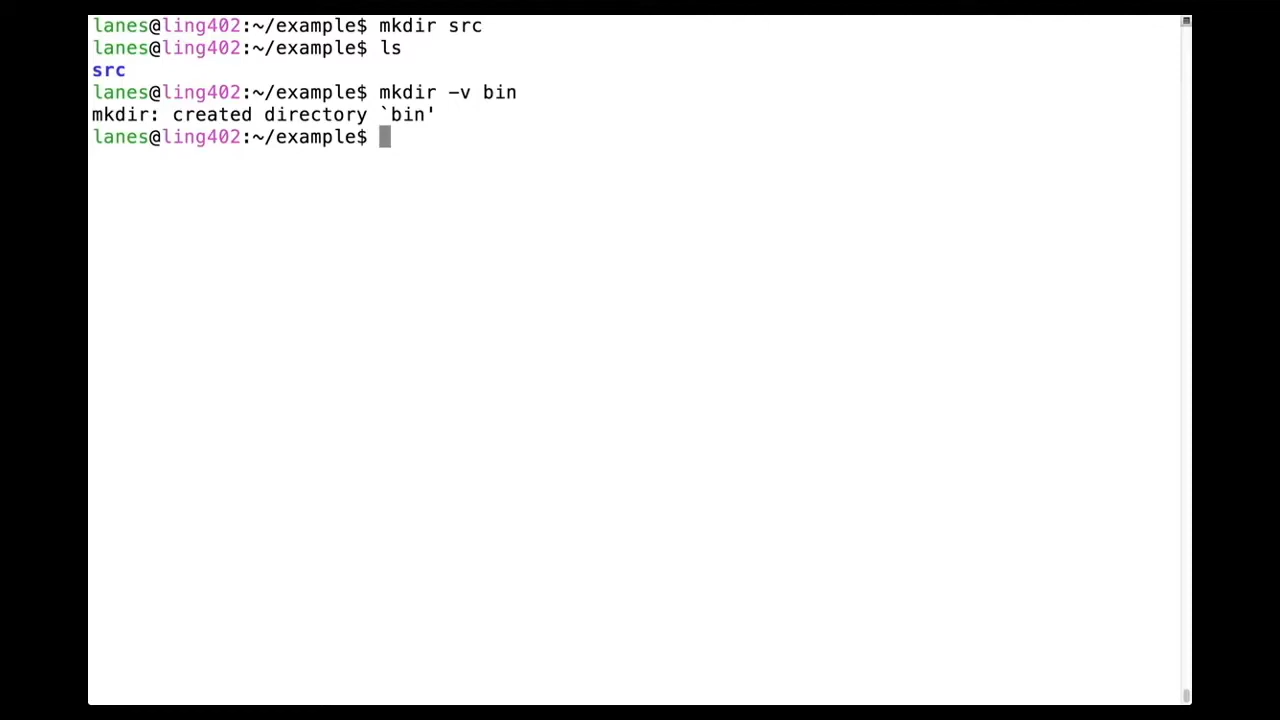 lanes@ling402:~/example$ mkdir src
lanes@ling402:~/example$ ls
src
lanes@ling402:~/example$ mkdir -v bin
mkdir: created directory `bin'
lanes@ling402:~/example$